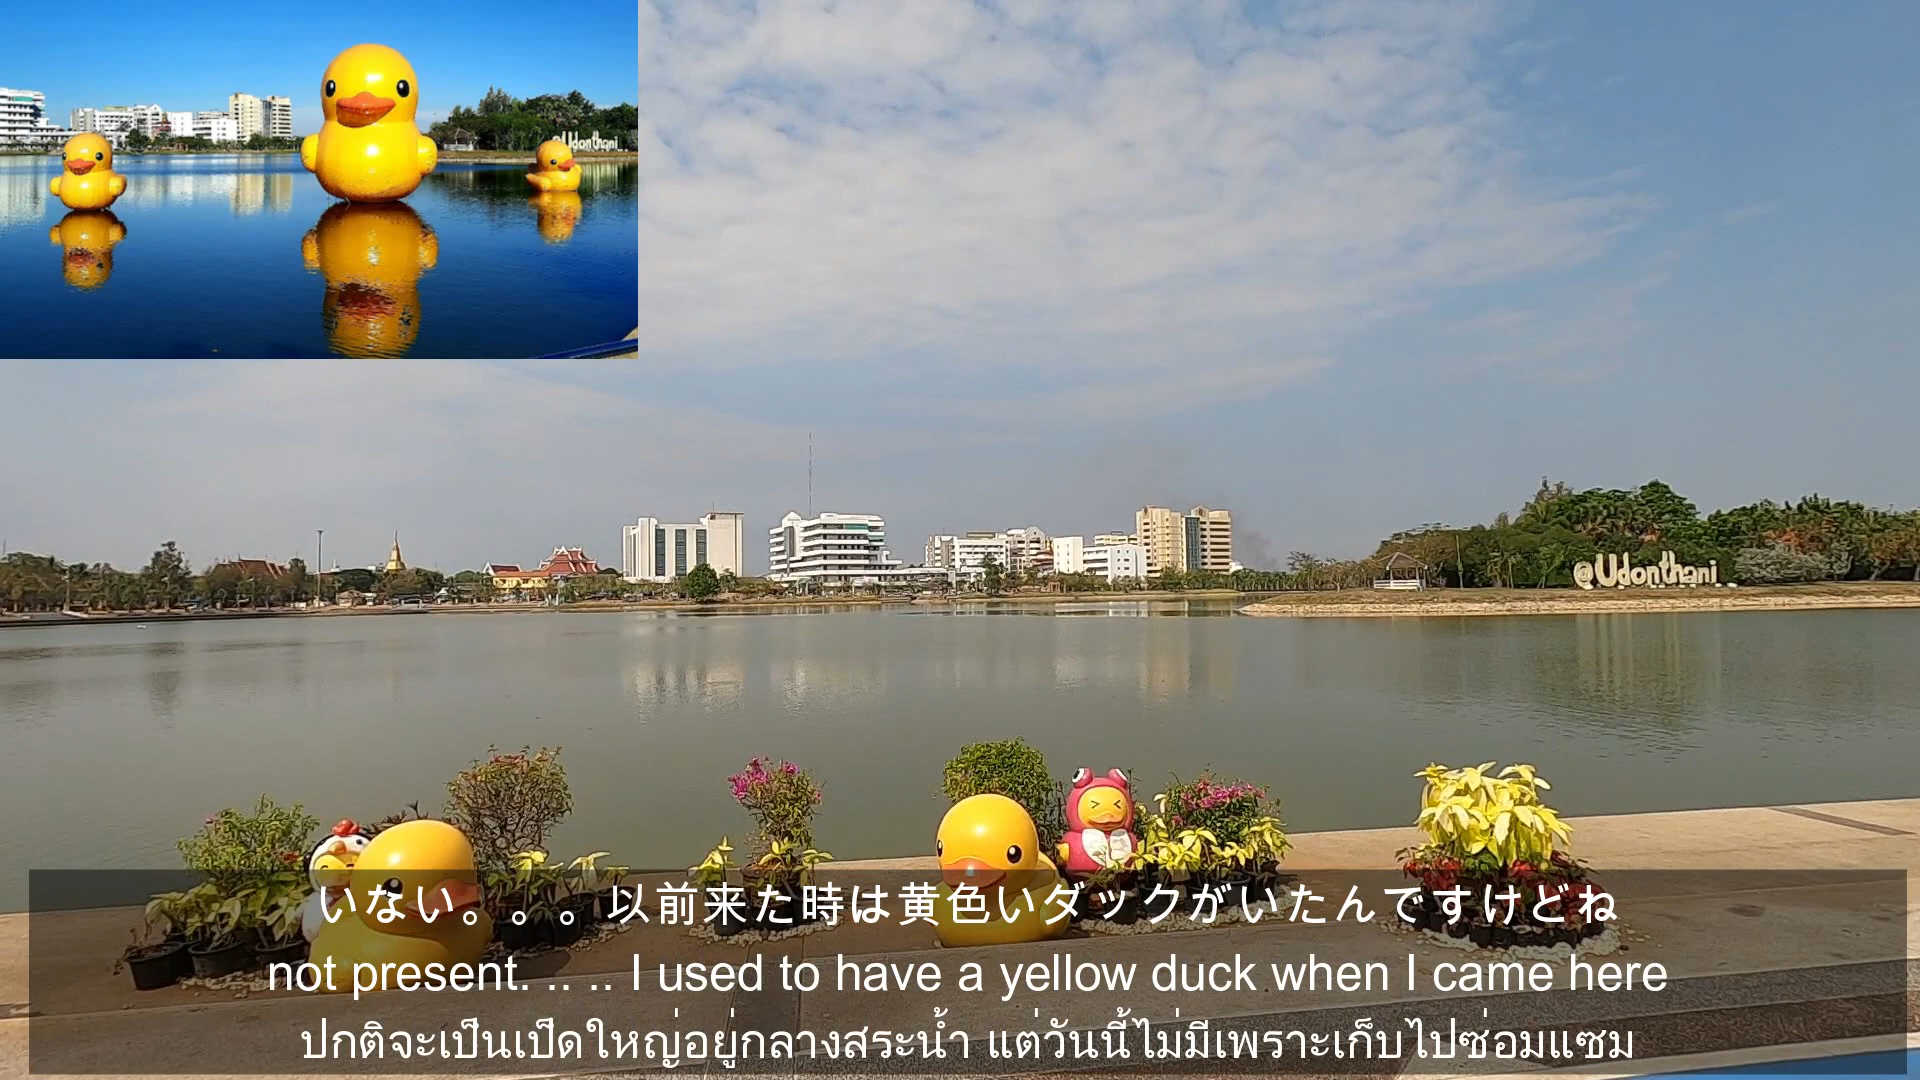 @Udonthani
@Udonthani
いない。。。以前来た時は黄色いダックがいたんですけどね
not present. .. .. I used to have a yellow duck when I came here
ปกติจะเป็นเป็ดใหญ่อยู่กลางสระน้ำ แต่วันนี้ไม่มีเพราะเก็บไปซ่อมแซม